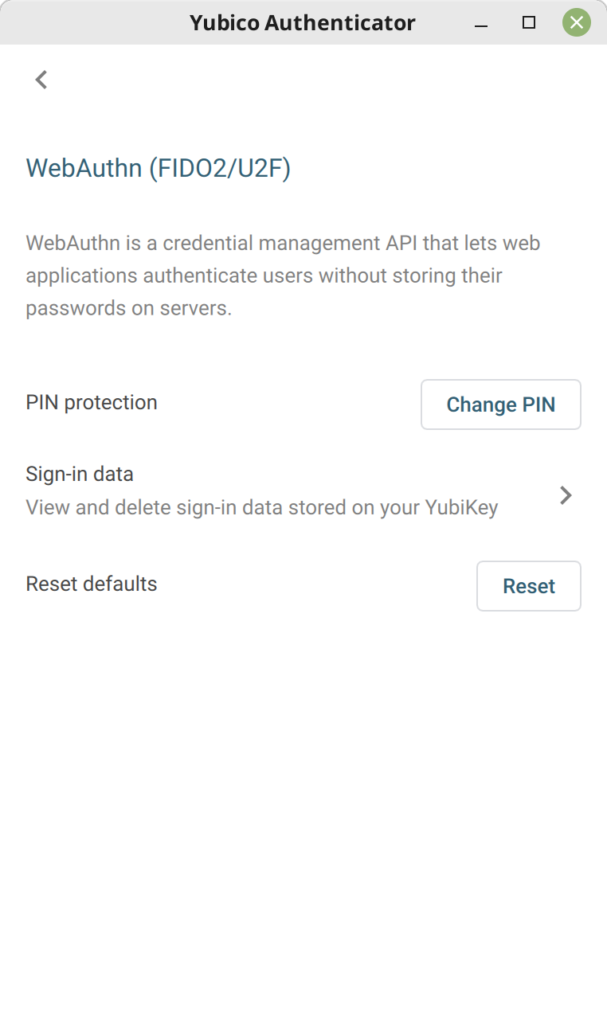 Yubico Authenticator
WebAuthn (FIDO2/U2F)
WebAuthn is a credential management API that lets web
applications authenticate users without storing their
passwords on servers.
PIN protection
Change PIN
Sign-in data
View and delete sign-in data stored on your YubiKey
Reset defaults
Reset